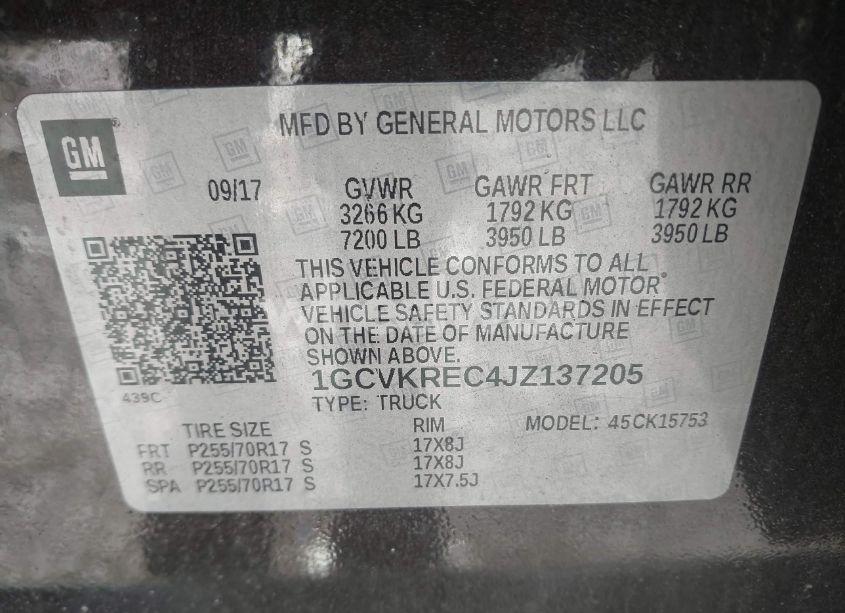 GM
MFD BY GENERAL MOTORS LLC
09/17 GVWR GAWR FRT GAWR RR
3266 KG 1792 KG 1792 KG
7200 LB 3950 LB 3950 LB
THIS VEHICLE CONFORMS TO ALL
APPLICABLE U.S. FEDERAL MOTOR
VEHICLE SAFETY STANDARDS IN EFFECT
ON THE DATE OF MANUFACTURE
SHOWN ABOVE.
1GCVKREC4JZ137205
439C
TYPE: TRUCK
TIRE SIZE RIM MODEL: 45CK15753
FRT P255/70R17 S 17X8J
RR P255/70R17 S 17X8J
SPA P255/70R17 S 17X7.5J